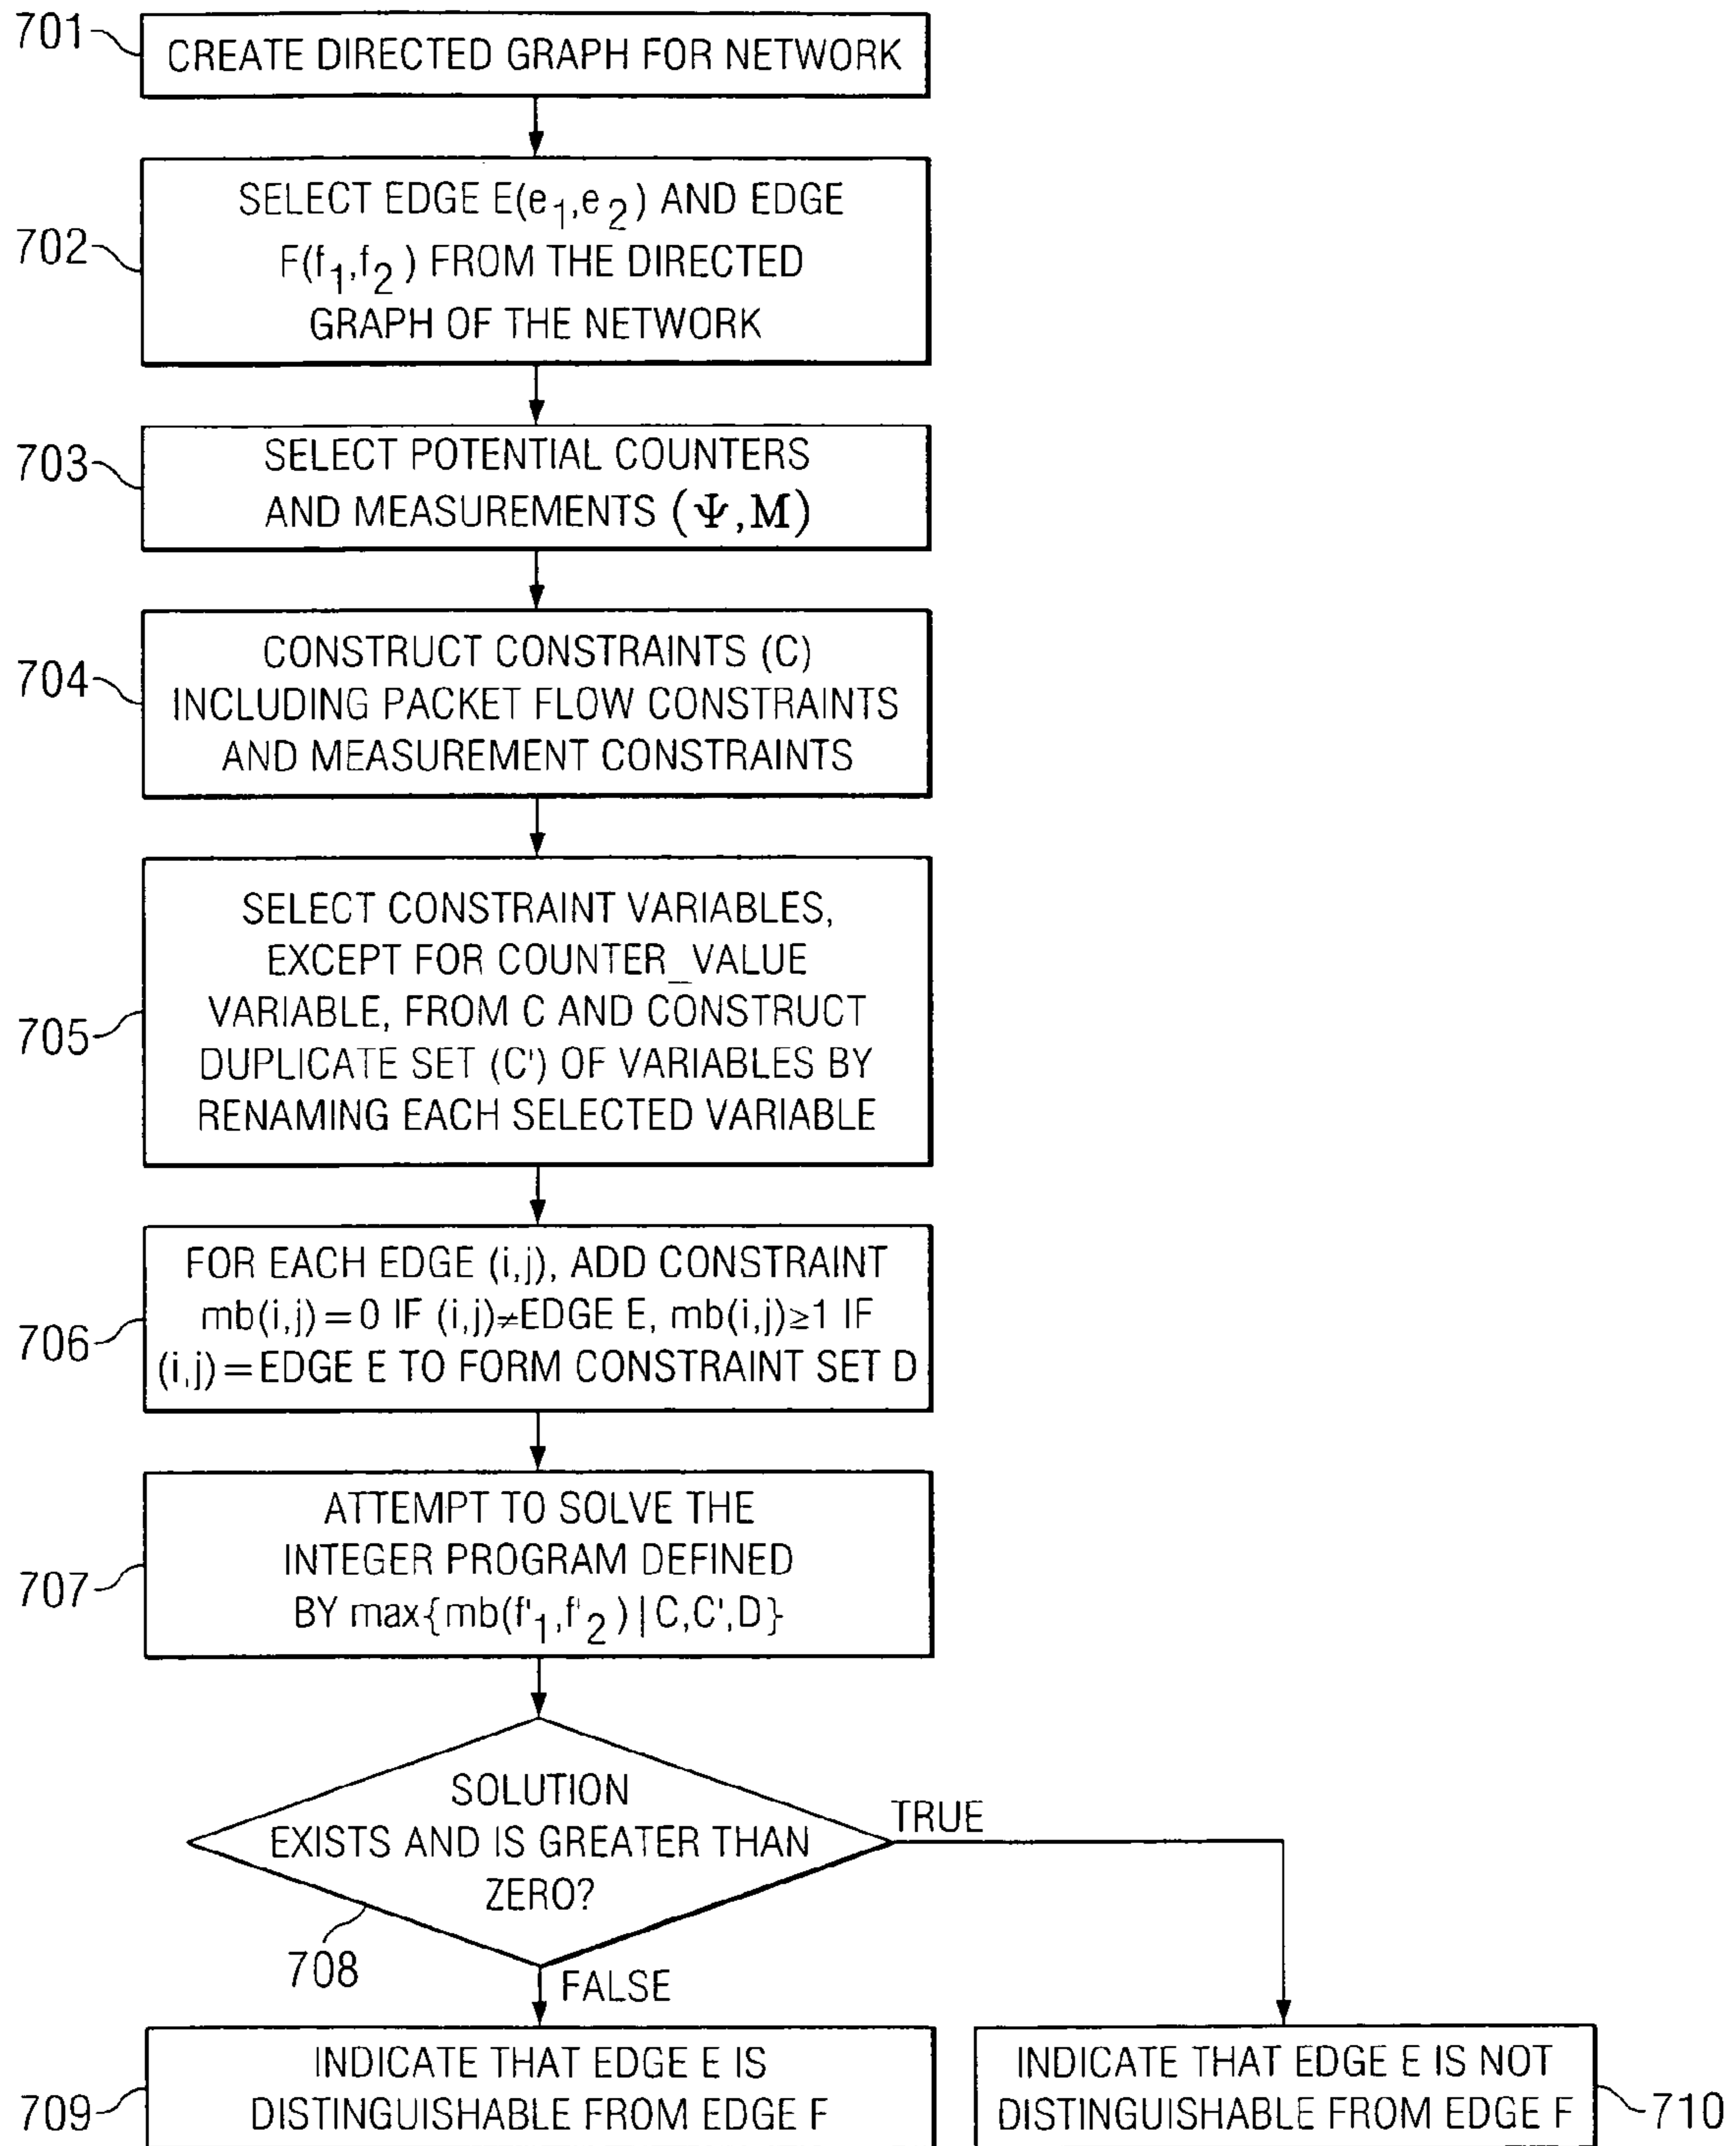 701
CREATE DIRECTED GRAPH FOR NETWORK
702
SELECT EDGE E(e₁,e₂) AND EDGE
F(f₁,f₂) FROM THE DIRECTED
GRAPH OF THE NETWORK
703
SELECT POTENTIAL COUNTERS
AND MEASUREMENTS (Ψ,M)
704
CONSTRUCT CONSTRAINTS (C)
INCLUDING PACKET FLOW CONSTRAINTS
AND MEASUREMENT CONSTRAINTS
705
SELECT CONSTRAINT VARIABLES,
EXCEPT FOR COUNTER_VALUE
VARIABLE, FROM C AND CONSTRUCT
DUPLICATE SET (C') OF VARIABLES BY
RENAMING EACH SELECTED VARIABLE
706
FOR EACH EDGE (i,j), ADD CONSTRAINT
mb(i,j)=0 IF (i,j)≠EDGE E, mb(i,j)≥1 IF
(i,j)=EDGE E TO FORM CONSTRAINT SET D
707
ATTEMPT TO SOLVE THE
INTEGER PROGRAM DEFINED
BY max{mb(f'₁,f'₂)|C,C',D}
SOLUTION
EXISTS AND IS GREATER THAN
ZERO?
TRUE
708
FALSE
709
INDICATE THAT EDGE E IS
DISTINGUISHABLE FROM EDGE F
INDICATE THAT EDGE E IS NOT
DISTINGUISHABLE FROM EDGE F
710